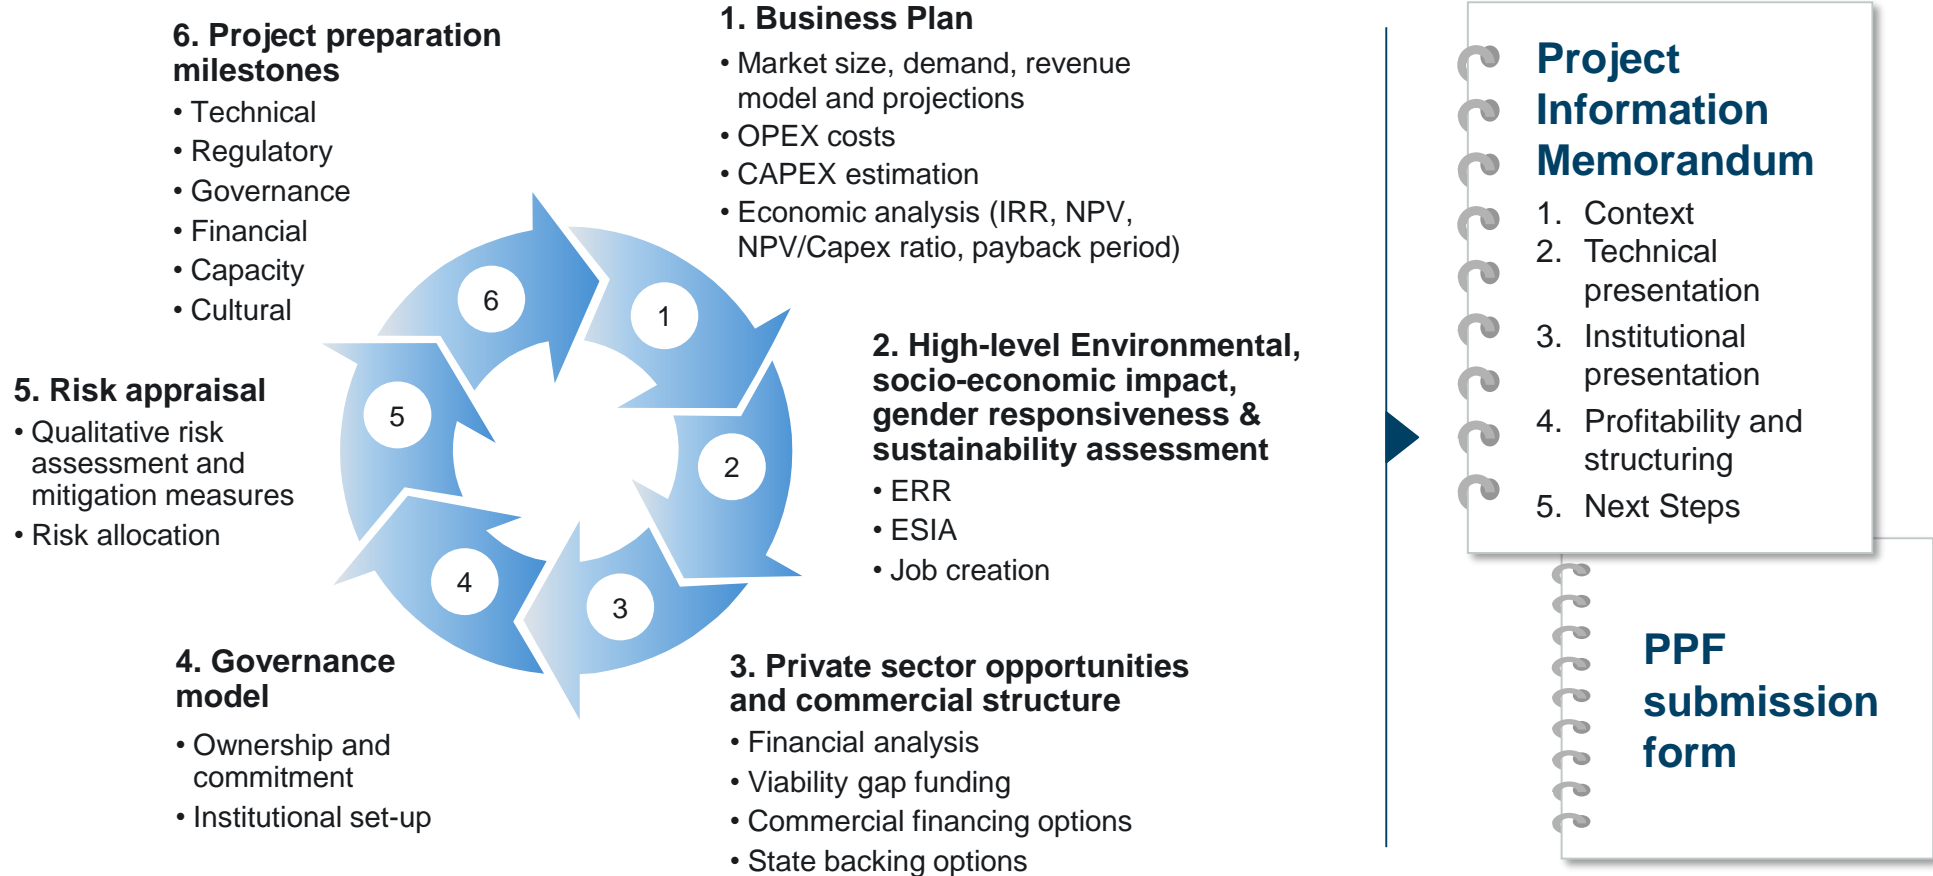 1. Business Plan
• Market size, demand, revenue
model and projections
• OPEX costs
• CAPEX estimation
• Economic analysis (IRR, NPV,
NPV/Capex ratio, payback period)
2. High-level Environmental,
socio-economic impact,
gender responsiveness &
sustainability assessment
• ERR
• ESIA
• Job creation
3. Private sector opportunities
and commercial structure
• Financial analysis
• Viability gap funding
• Commercial financing options
• State backing options
4. Governance
model
• Ownership and
commitment
• Institutional set-up
5. Risk appraisal
• Qualitative risk
assessment and
mitigation measures
• Risk allocation
6. Project preparation
milestones
• Technical
• Regulatory
• Governance
• Financial
• Capacity
• Cultural
1
2
3
4
5
6
Project
Information
Memorandum
1. Context
2. Technical
presentation
3. Institutional
presentation
4. Profitability and
structuring
5. Next Steps
PPF
submission
form